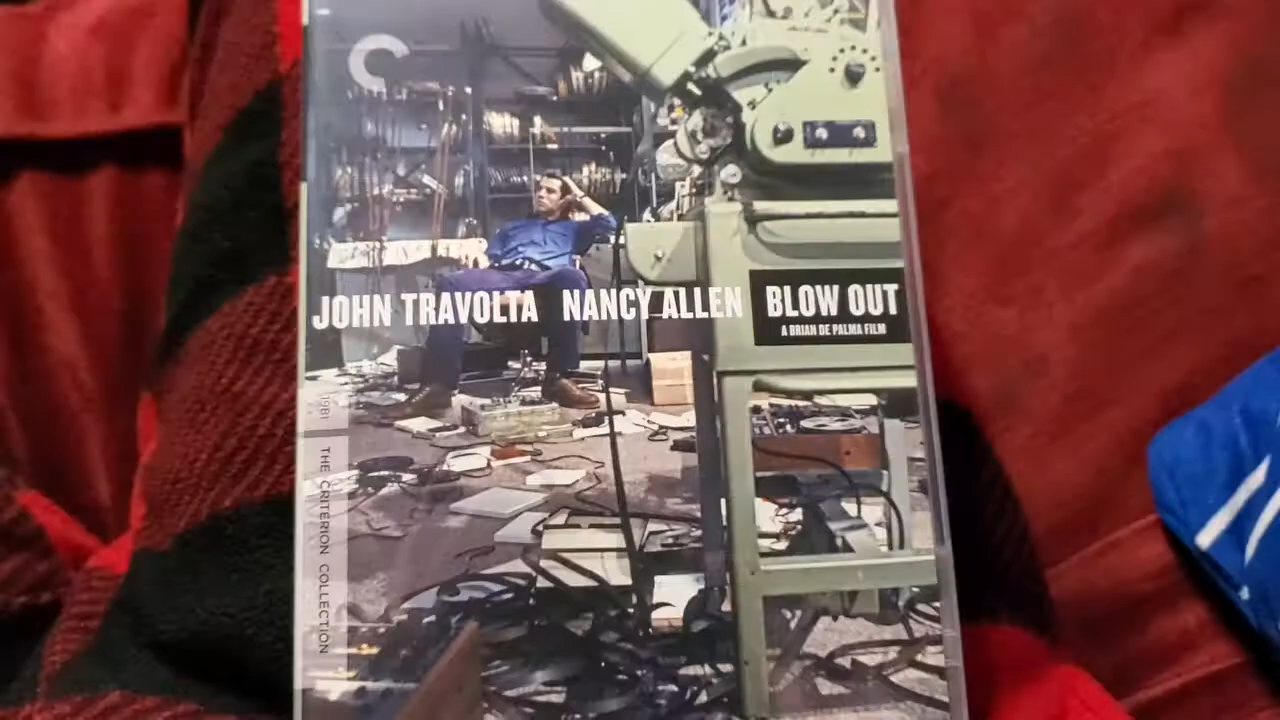 JOHN TRAVOLTA NANCY ALLEN BLOW OUT
A BRIAN DE PALMA FILM
1981
THE CRITERION COLLECTION